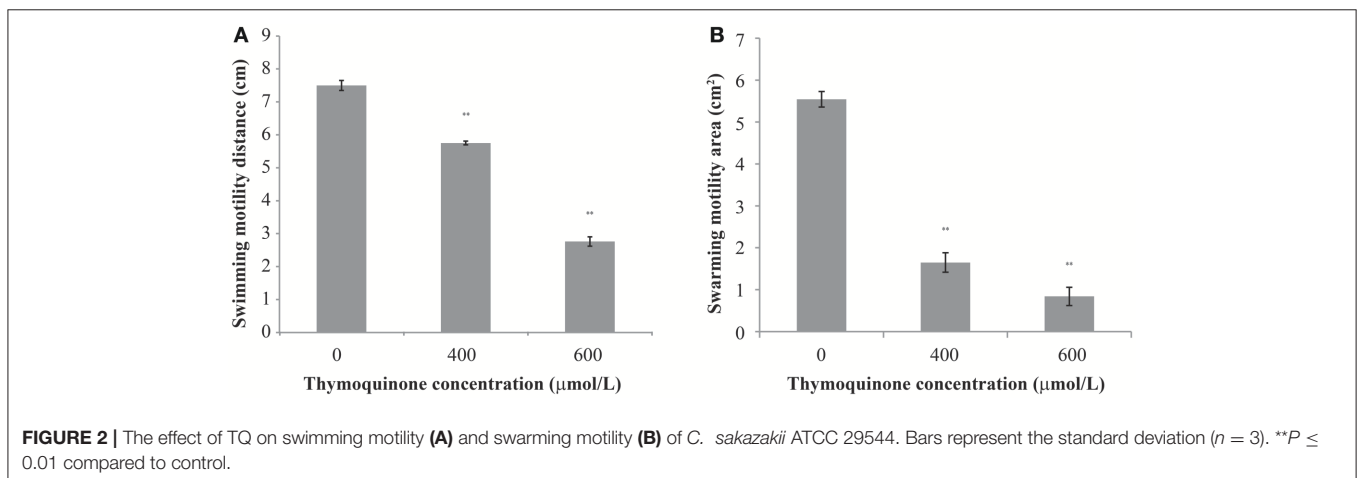 A
9
8
7
6
5
4
3
2
1
0
Swimming motility distance (cm)
**
**
0 400 600
Thymoquinone concentration (μmol/L)
B
7
6
5
4
3
2
1
0
Swarming motility area (cm²)
**
**
0 400 600
Thymoquinone concentration (μmol/L)
FIGURE 2 | The effect of TQ on swimming motility (A) and swarming motility (B) of C. sakazakii ATCC 29544. Bars represent the standard deviation (n = 3). **P ≤
0.01 compared to control.